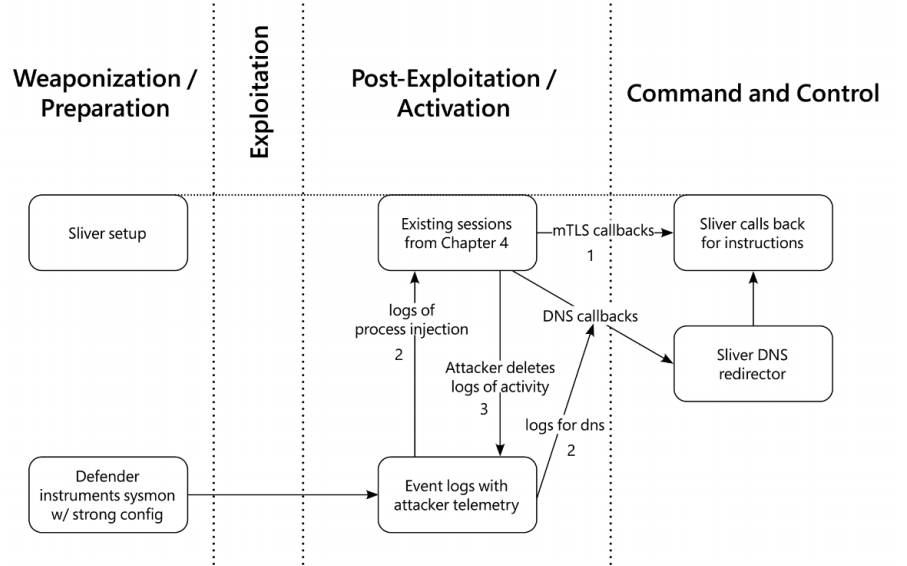 Weaponization /
Preparation
Exploitation
Post-Exploitation /
Activation
Command and Control
Sliver setup
Existing sessions
from Chapter 4
mTLS callbacks
1
Sliver calls back
for instructions
logs of
process injection
2
DNS callbacks
Sliver DNS
redirector
Attacker deletes
logs of activity
3
logs for dns
2
Defender
instruments sysmon
w/ strong config
Event logs with
attacker telemetry